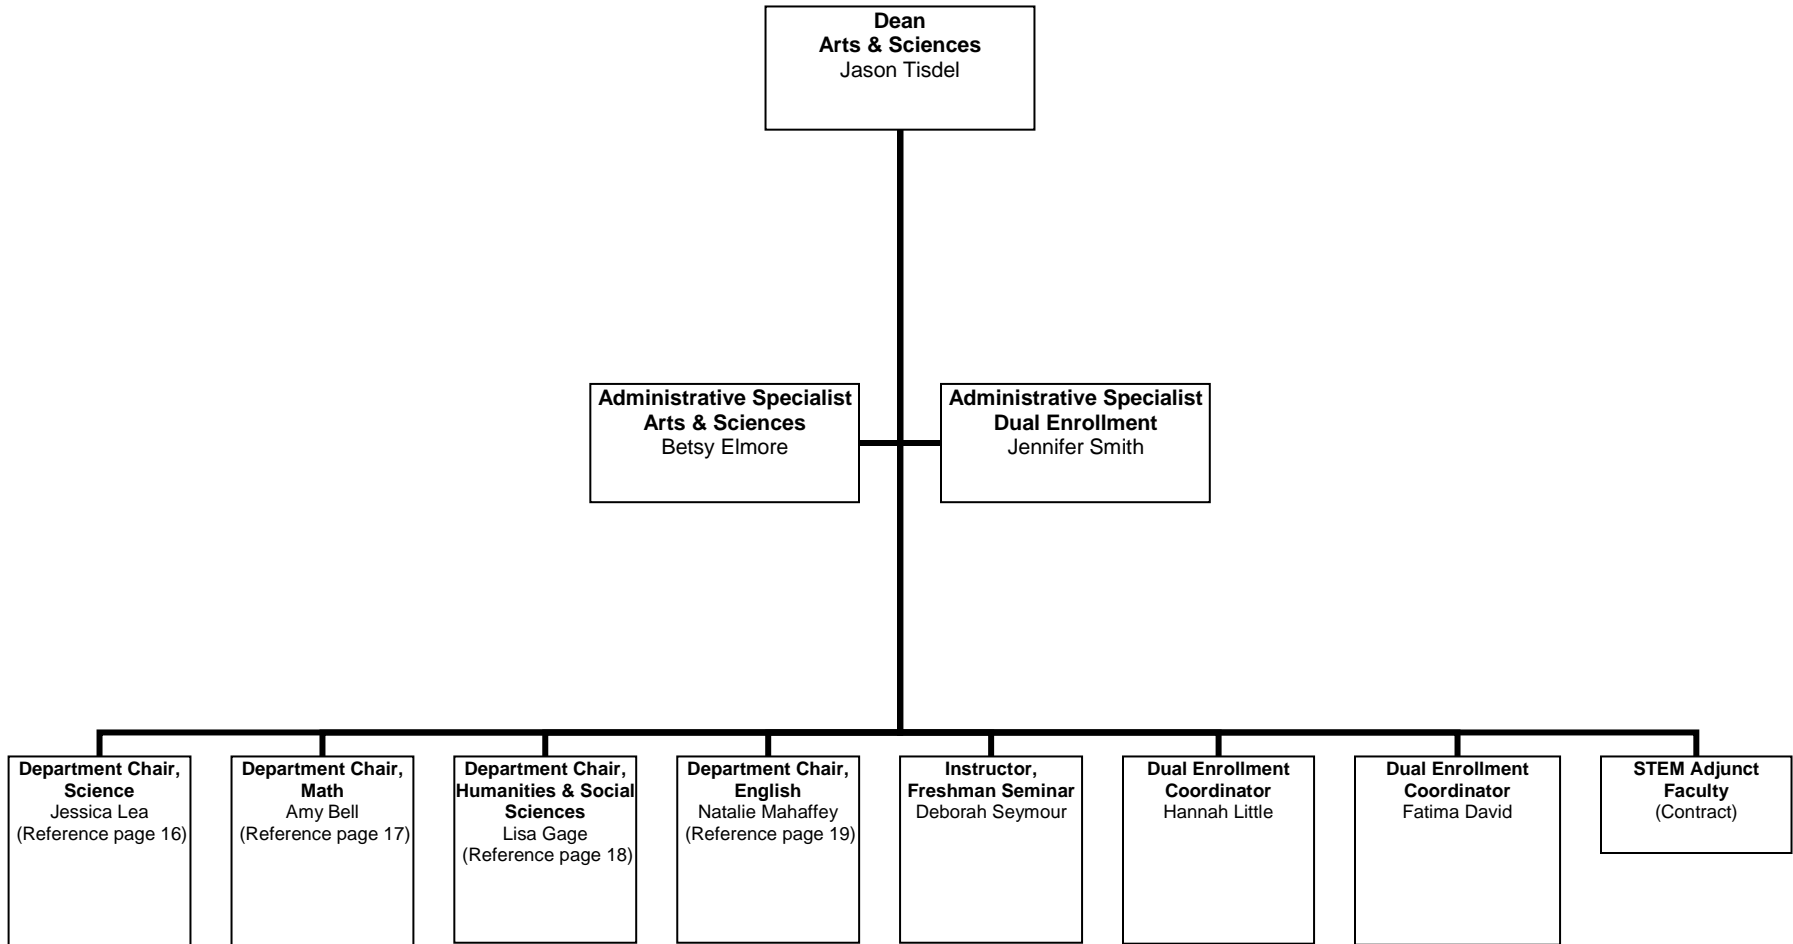 Dean
Arts & Sciences
Jason Tisdel
Administrative Specialist
Arts & Sciences
Betsy Elmore
Administrative Specialist
Dual Enrollment
Jennifer Smith
Department Chair,
Science
Jessica Lea
(Reference page 16)
Department Chair,
Math
Amy Bell
(Reference page 17)
Department Chair,
Humanities & Social
Sciences
Lisa Gage
(Reference page 18)
Department Chair,
English
Natalie Mahaffey
(Reference page 19)
Instructor,
Freshman Seminar
Deborah Seymour
Dual Enrollment
Coordinator
Hannah Little
Dual Enrollment
Coordinator
Fatima David
STEM Adjunct
Faculty
(Contract)